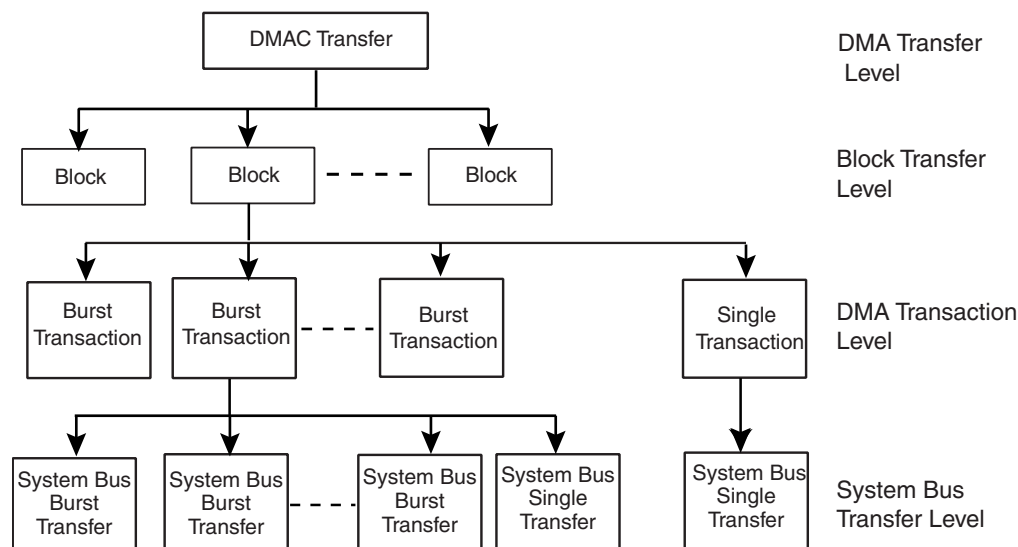 DMAC Transfer
DMA Transfer
Level
Block
Block
Block
Block Transfer
Level
Burst
Transaction
Burst
Transaction
Burst
Transaction
Single
Transaction
DMA Transaction
Level
System Bus
Burst
Transfer
System Bus
Burst
Transfer
System Bus
Burst
Transfer
System Bus
Single
Transfer
System Bus
Single
Transfer
System Bus
Transfer Level